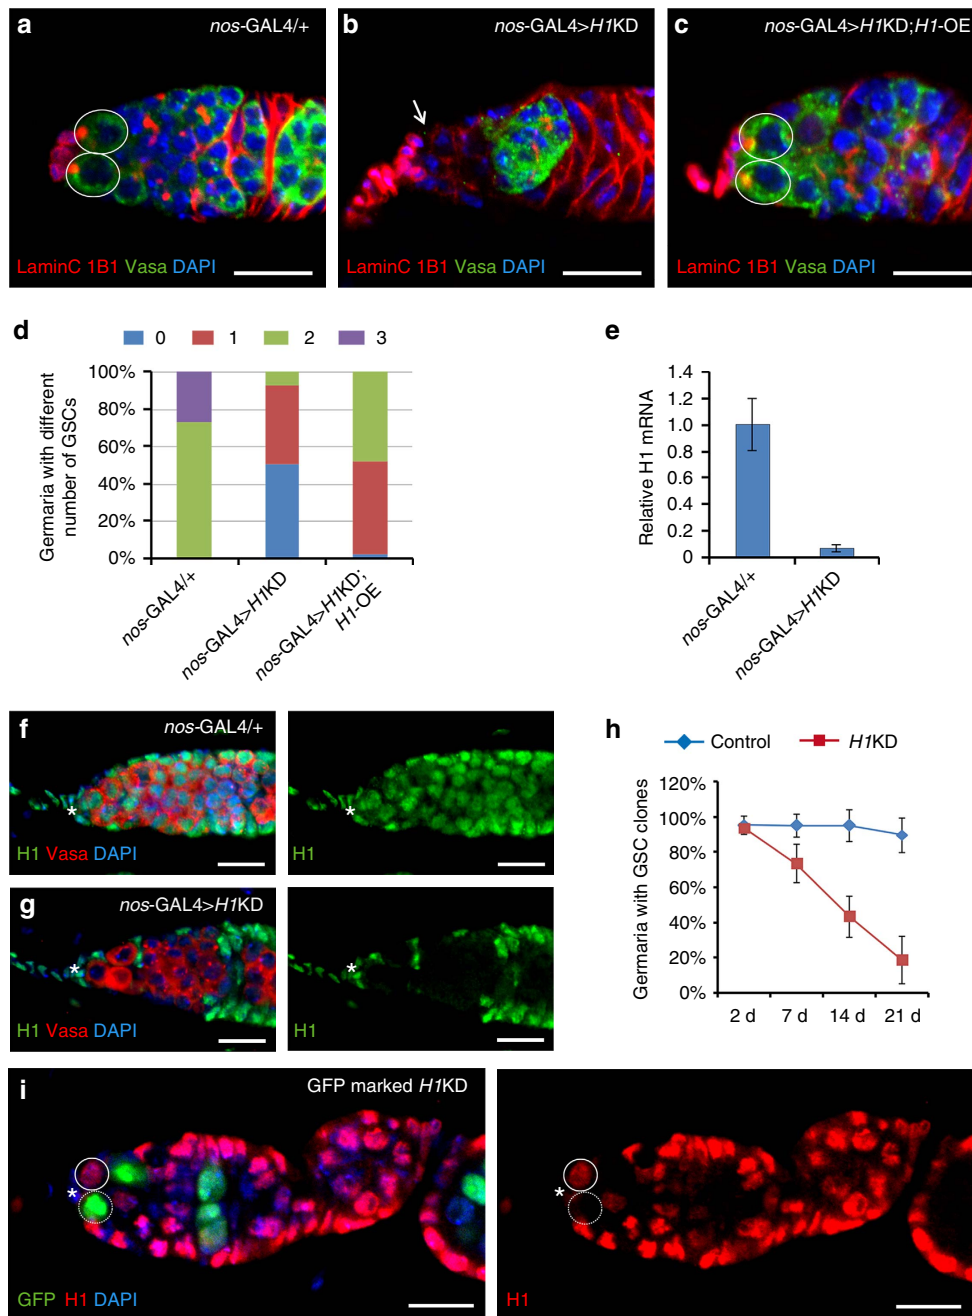 a
nos-GAL4/+
LaminC 1B1 Vasa DAPI
b
nos-GAL4>H1KD
LaminC 1B1 Vasa DAPI
c
nos-GAL4>H1KD;H1-OE
LaminC 1B1 Vasa DAPI
d
0 1 2 3
Germaria with different
number of GSCs
100%
80%
60%
40%
20%
0%
nos-GAL4/+
nos-GAL4>H1KD
nos-GAL4>H1KD;
H1-OE
e
Relative H1 mRNA
1.4
1.2
1.0
0.8
0.6
0.4
0.2
0
nos-GAL4/+
nos-GAL4>H1KD
f
nos-GAL4/+
*
H1 Vasa DAPI
*
H1
g
nos-GAL4>H1KD
*
H1 Vasa DAPI
*
H1
h
Control H1KD
Germaria with GSC clones
120%
100%
80%
60%
40%
20%
0%
2 d 7 d 14 d 21 d
i
GFP marked H1KD
*
GFP H1 DAPI
*
H1